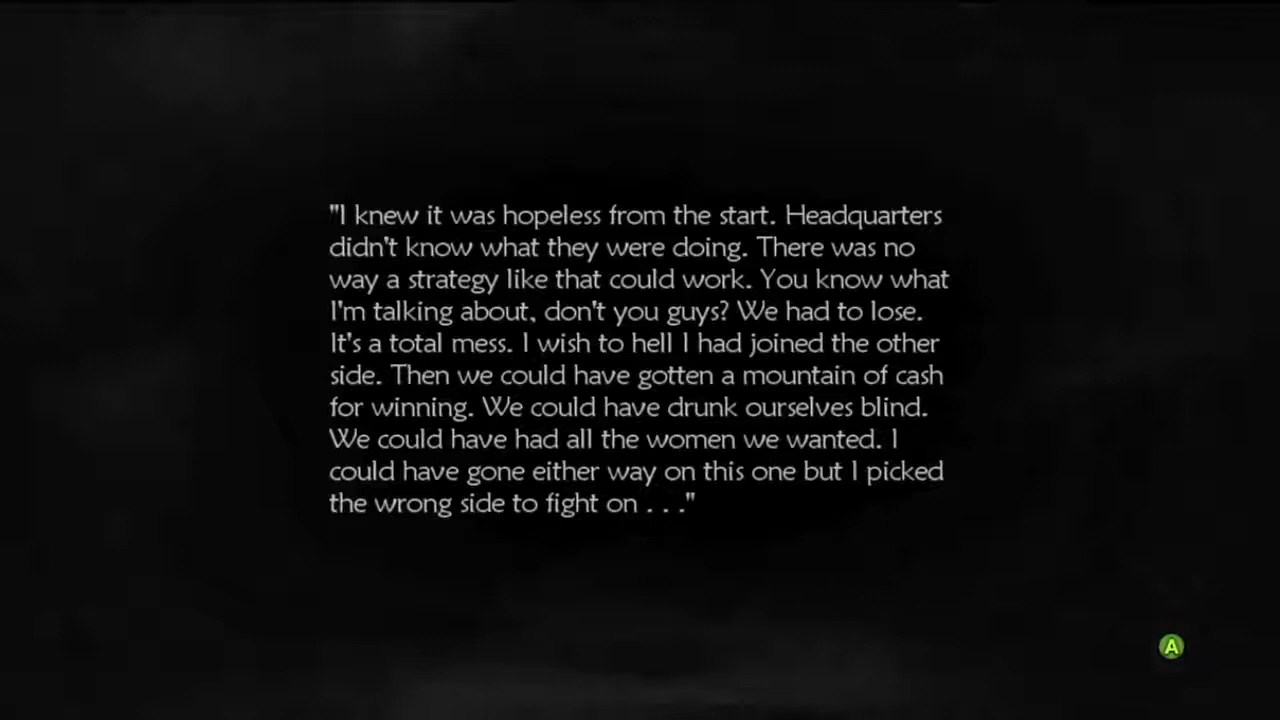 "I knew it was hopeless from the start. Headquarters
didn't know what they were doing. There was no
way a strategy like that could work. You know what
I'm talking about, don't you guys? We had to lose.
It's a total mess. I wish to hell I had joined the other
side. Then we could have gotten a mountain of cash
for winning. We could have drunk ourselves blind.
We could have had all the women we wanted. I
could have gone either way on this one but I picked
the wrong side to fight on . . ."
A